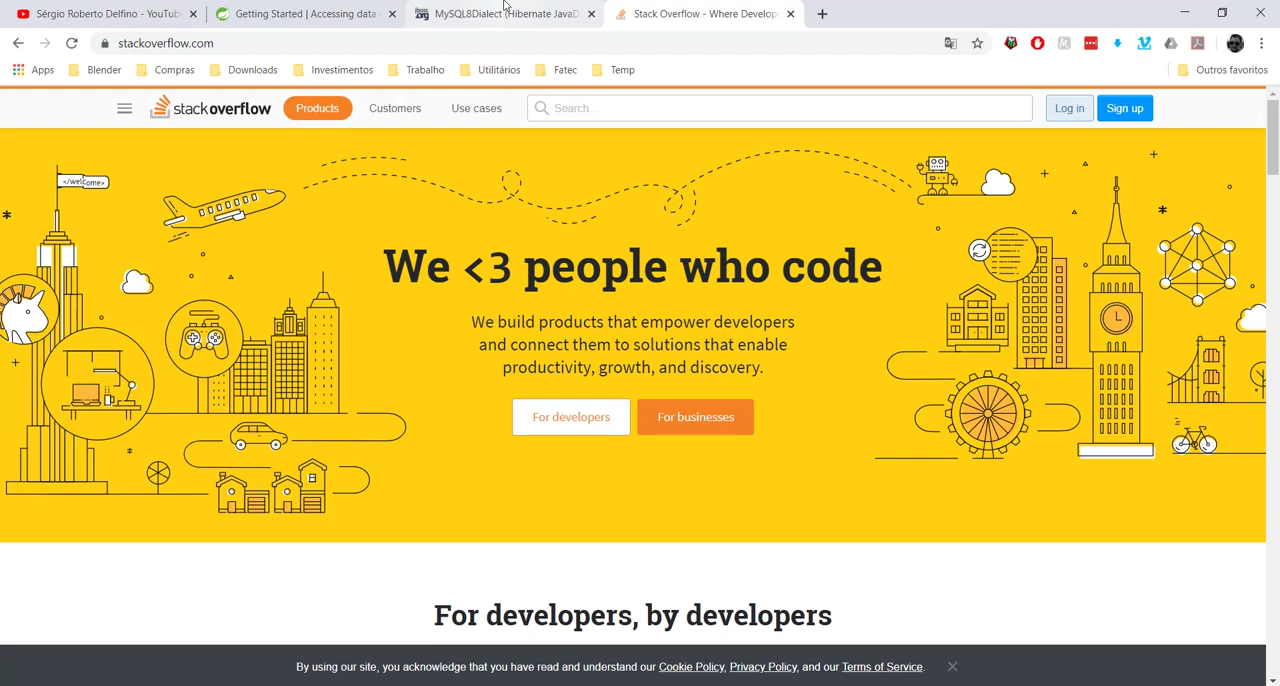 Sérgio Roberto Delfino - YouTub
Getting Started | Accessing data
MySQL8Dialect (Hibernate JavaD
Stack Overflow - Where Develop
stackoverflow.com
Apps
Blender
Compras
Downloads
Investimentos
Trabalho
Utilitários
Fatec
Temp
Outros favoritos
stackoverflow
Products
Customers
Use cases
Search...
Log in
Sign up
</welcome>
We <3 people who code
We build products that empower developers
and connect them to solutions that enable
productivity, growth, and discovery.
For developers
For businesses
For developers, by developers
By using our site, you acknowledge that you have read and understand our Cookie Policy, Privacy Policy, and our Terms of Service.